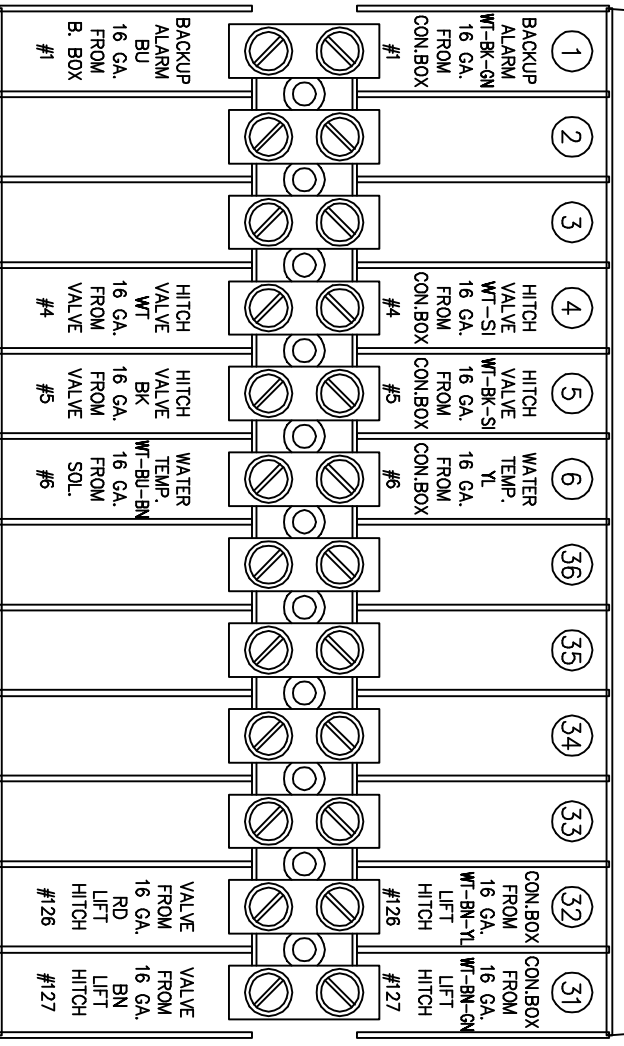 1
BACKUP
ALARM
WT-BK-GN
16 GA.
FROM
CON.BOX
#1
BACKUP
ALARM
BU
16 GA.
FROM
B. BOX
#1
2
3
4
HITCH
VALVE
WT-SI
16 GA.
FROM
CON.BOX
#4
HITCH
VALVE
WT
16 GA.
FROM
VALVE
#4
5
HITCH
VALVE
WT-BK-SI
16 GA.
FROM
CON.BOX
#5
HITCH
VALVE
BK
16 GA.
FROM
VALVE
#5
6
WATER
TEMP.
YL
16 GA.
FROM
CON.BOX
#6
WATER
TEMP.
WT-BU-BN
16 GA.
FROM
SOL.
#6
36
35
34
33
32
CON.BOX
FROM
16 GA.
WT-BN-YL
LIFT
HITCH
#126
VALVE
FROM
16 GA.
RD
LIFT
HITCH
#126
31
CON.BOX
FROM
16 GA.
WT-BN-GN
LIFT
HITCH
#127
VALVE
FROM
16 GA.
BN
LIFT
HITCH
#127